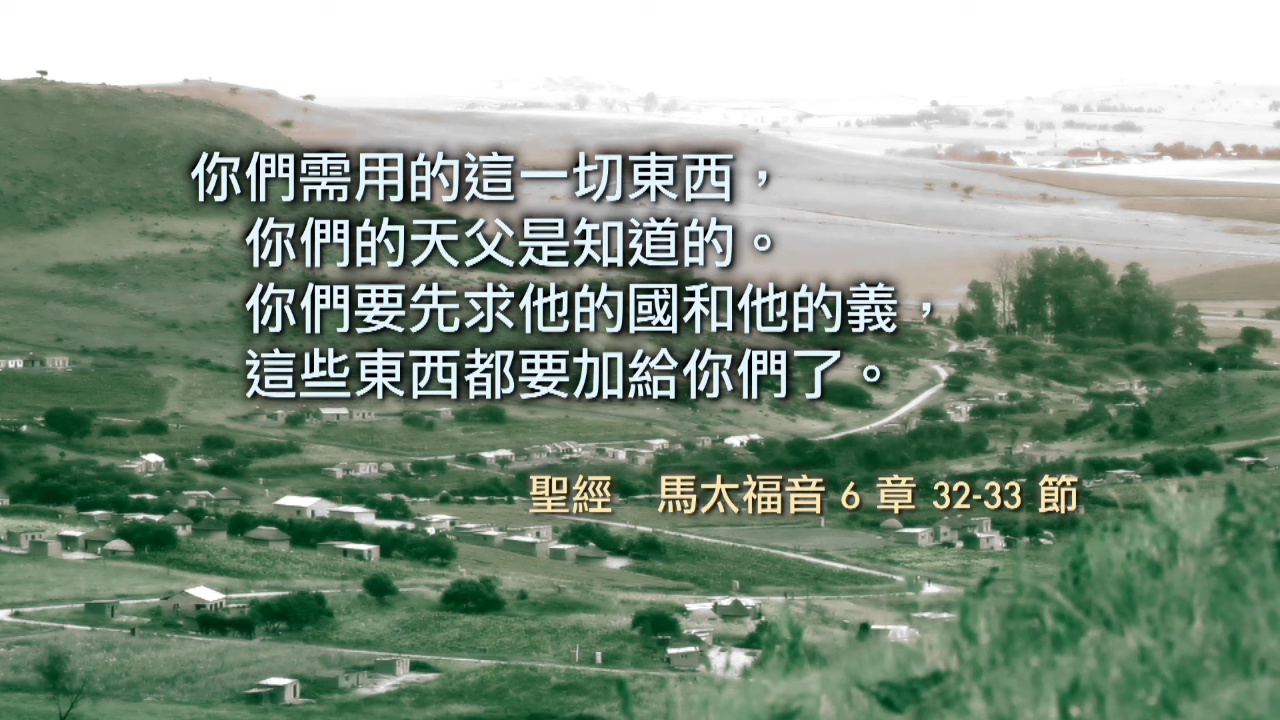 你們需用的這一切東西，
你們的天父是知道的。
你們要先求他的國和他的義，
這些東西都要加給你們了。
聖經　馬太福音 6 章 32-33 節